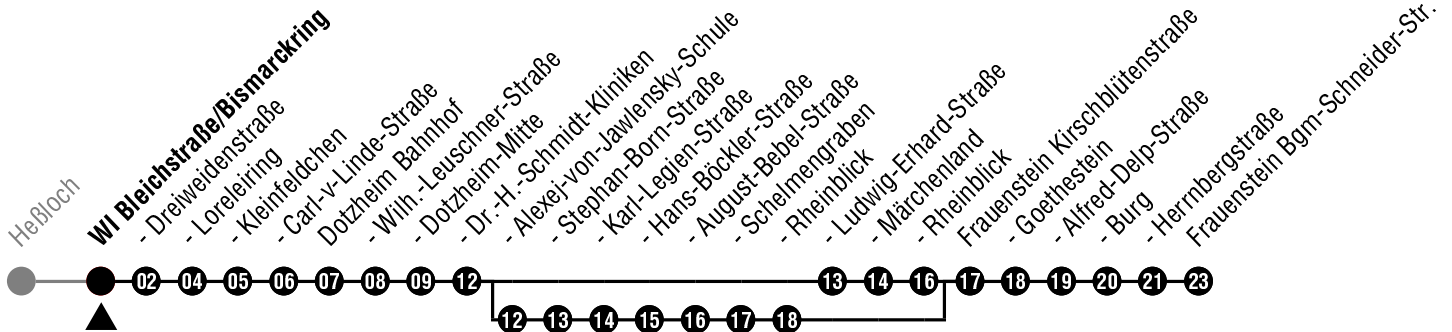 Heßloch
WI Bleichstraße/Bismarckring
- Dreiweidenstraße
- Loreleiring
- Kleinfeldchen
- Carl-v-Linde-Straße
Dotzheim Bahnhof
- Wilh.-Leuschner-Straße
- Dotzheim-Mitte
- Dr.-H.-Schmidt-Kliniken
- Alexej-von-Jawlensky-Schule
- Stephan-Born-Straße
- Karl-Legien-Straße
- Hans-Böckler-Straße
- August-Bebel-Straße
- Schelmengraben
- Rheinblick
- Ludwig-Erhard-Straße
- Märchenland
- Rheinblick
Frauenstein Kirschblütenstraße
- Goethestein
- Alfred-Delp-Straße
- Burg
- Herrnbergstraße
Frauenstein Bgm-Schneider-Str.
02 04 05 06 07 08 09 12 13 14 16 17 18 19 20 21 23
12 13 14 15 16 17 18